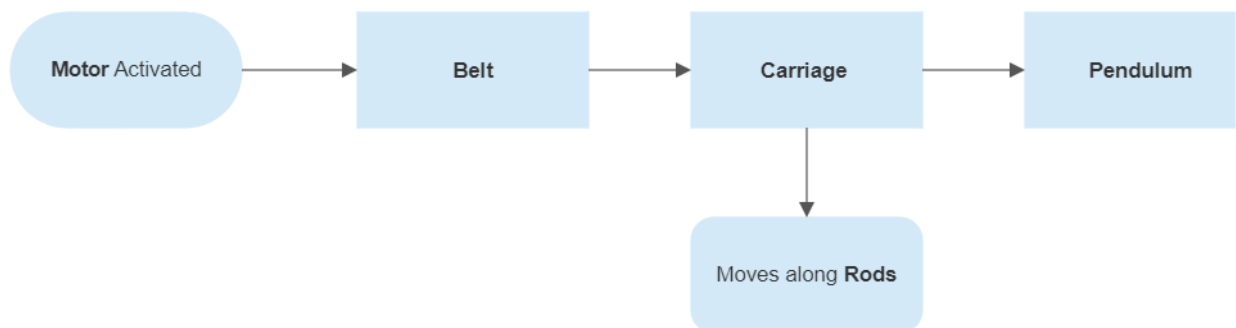 Motor Activated
Belt
Carriage
Pendulum
Moves along Rods